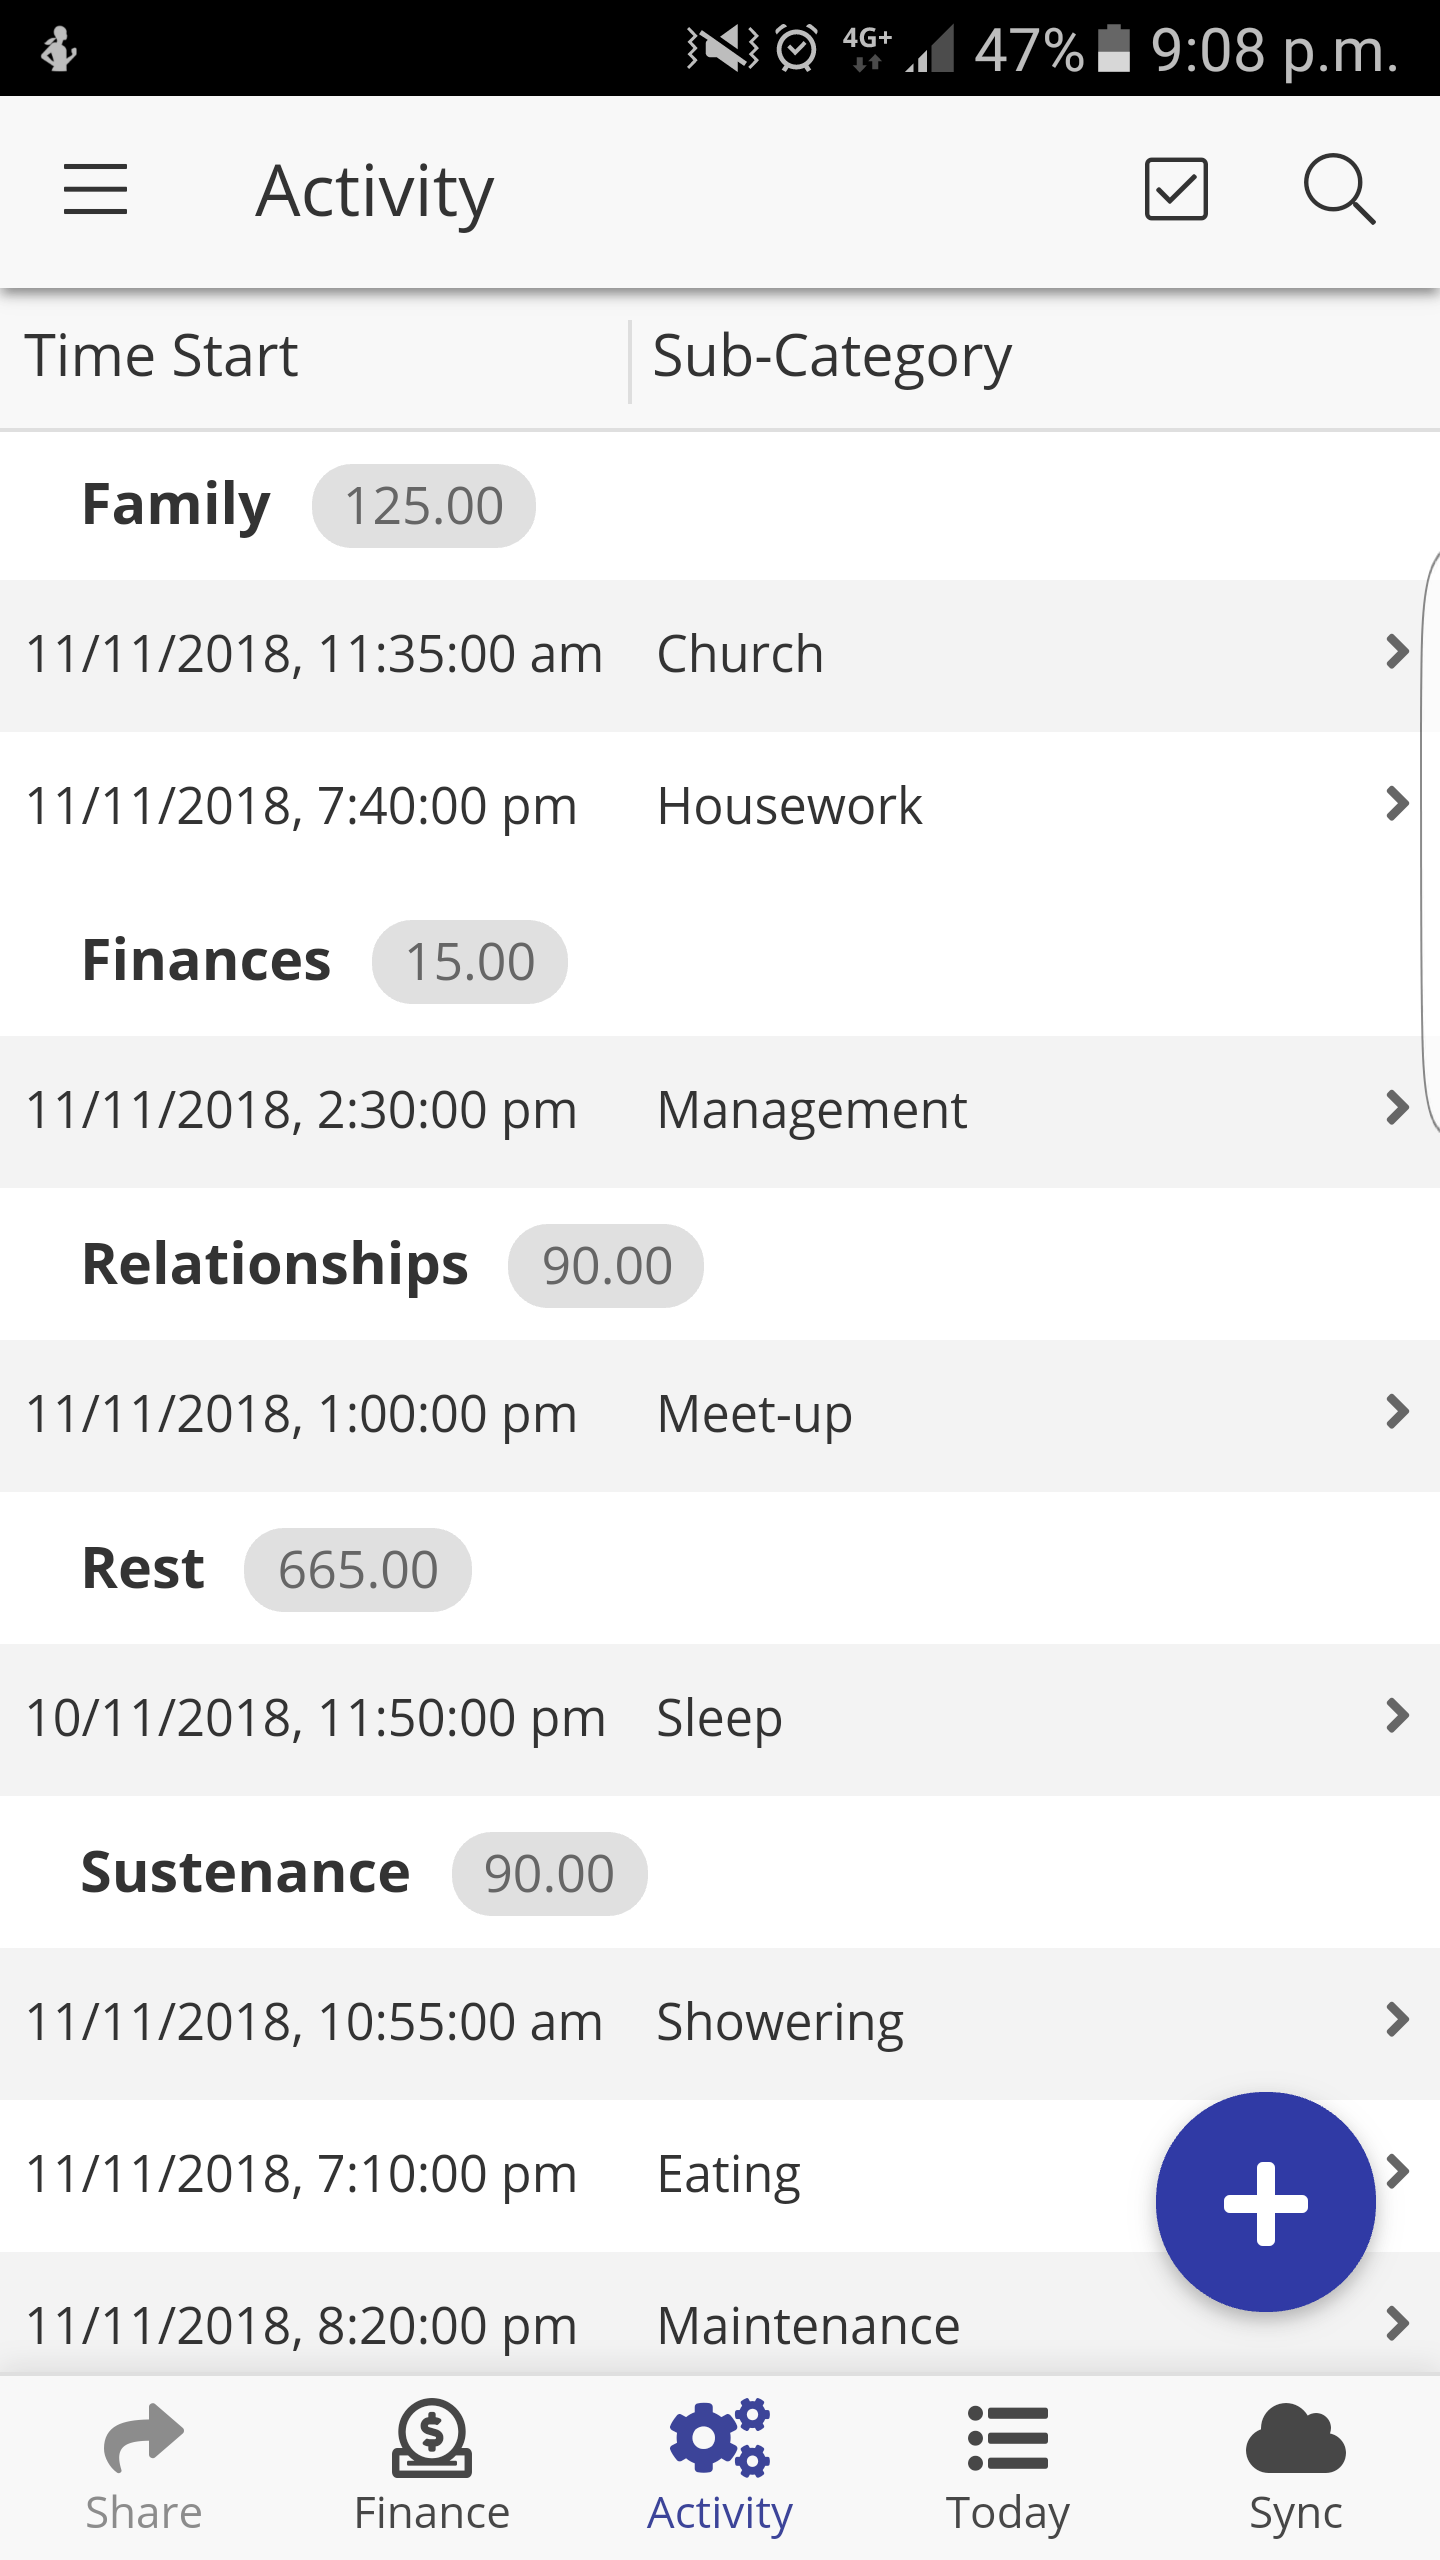 4G+ 47% 9:08 p.m.
Activity
Time Start Sub-Category
Family 125.00
11/11/2018, 11:35:00 am Church
11/11/2018, 7:40:00 pm Housework
Finances 15.00
11/11/2018, 2:30:00 pm Management
Relationships 90.00
11/11/2018, 1:00:00 pm Meet-up
Rest 665.00
10/11/2018, 11:50:00 pm Sleep
Sustenance 90.00
11/11/2018, 10:55:00 am Showering
11/11/2018, 7:10:00 pm Eating
11/11/2018, 8:20:00 pm Maintenance
Share Finance Activity Today Sync